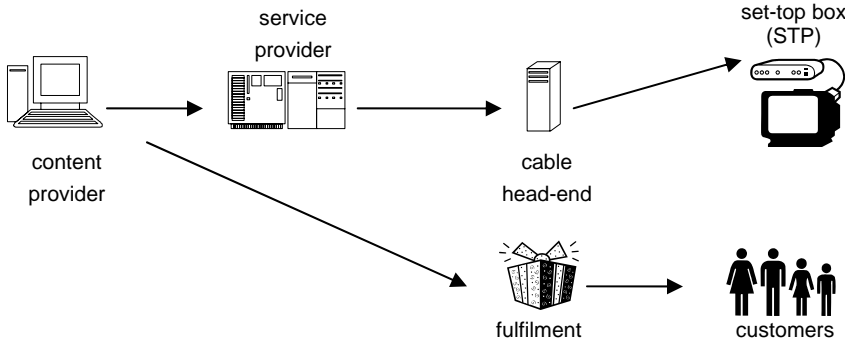 service
provider
set-top box
(STP)
content
provider
cable
head-end
fulfilment
customers